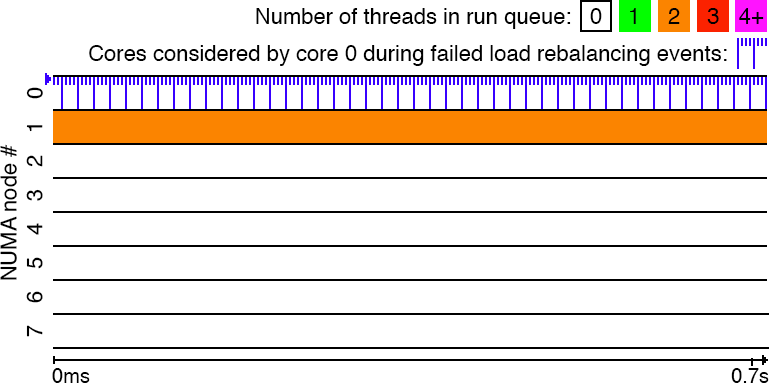 Number of threads in run queue: 0 1 2 3 4+
Cores considered by core 0 during failed load rebalancing events:
NUMA node #
0
1
2
3
4
5
6
7
0ms 0.7s